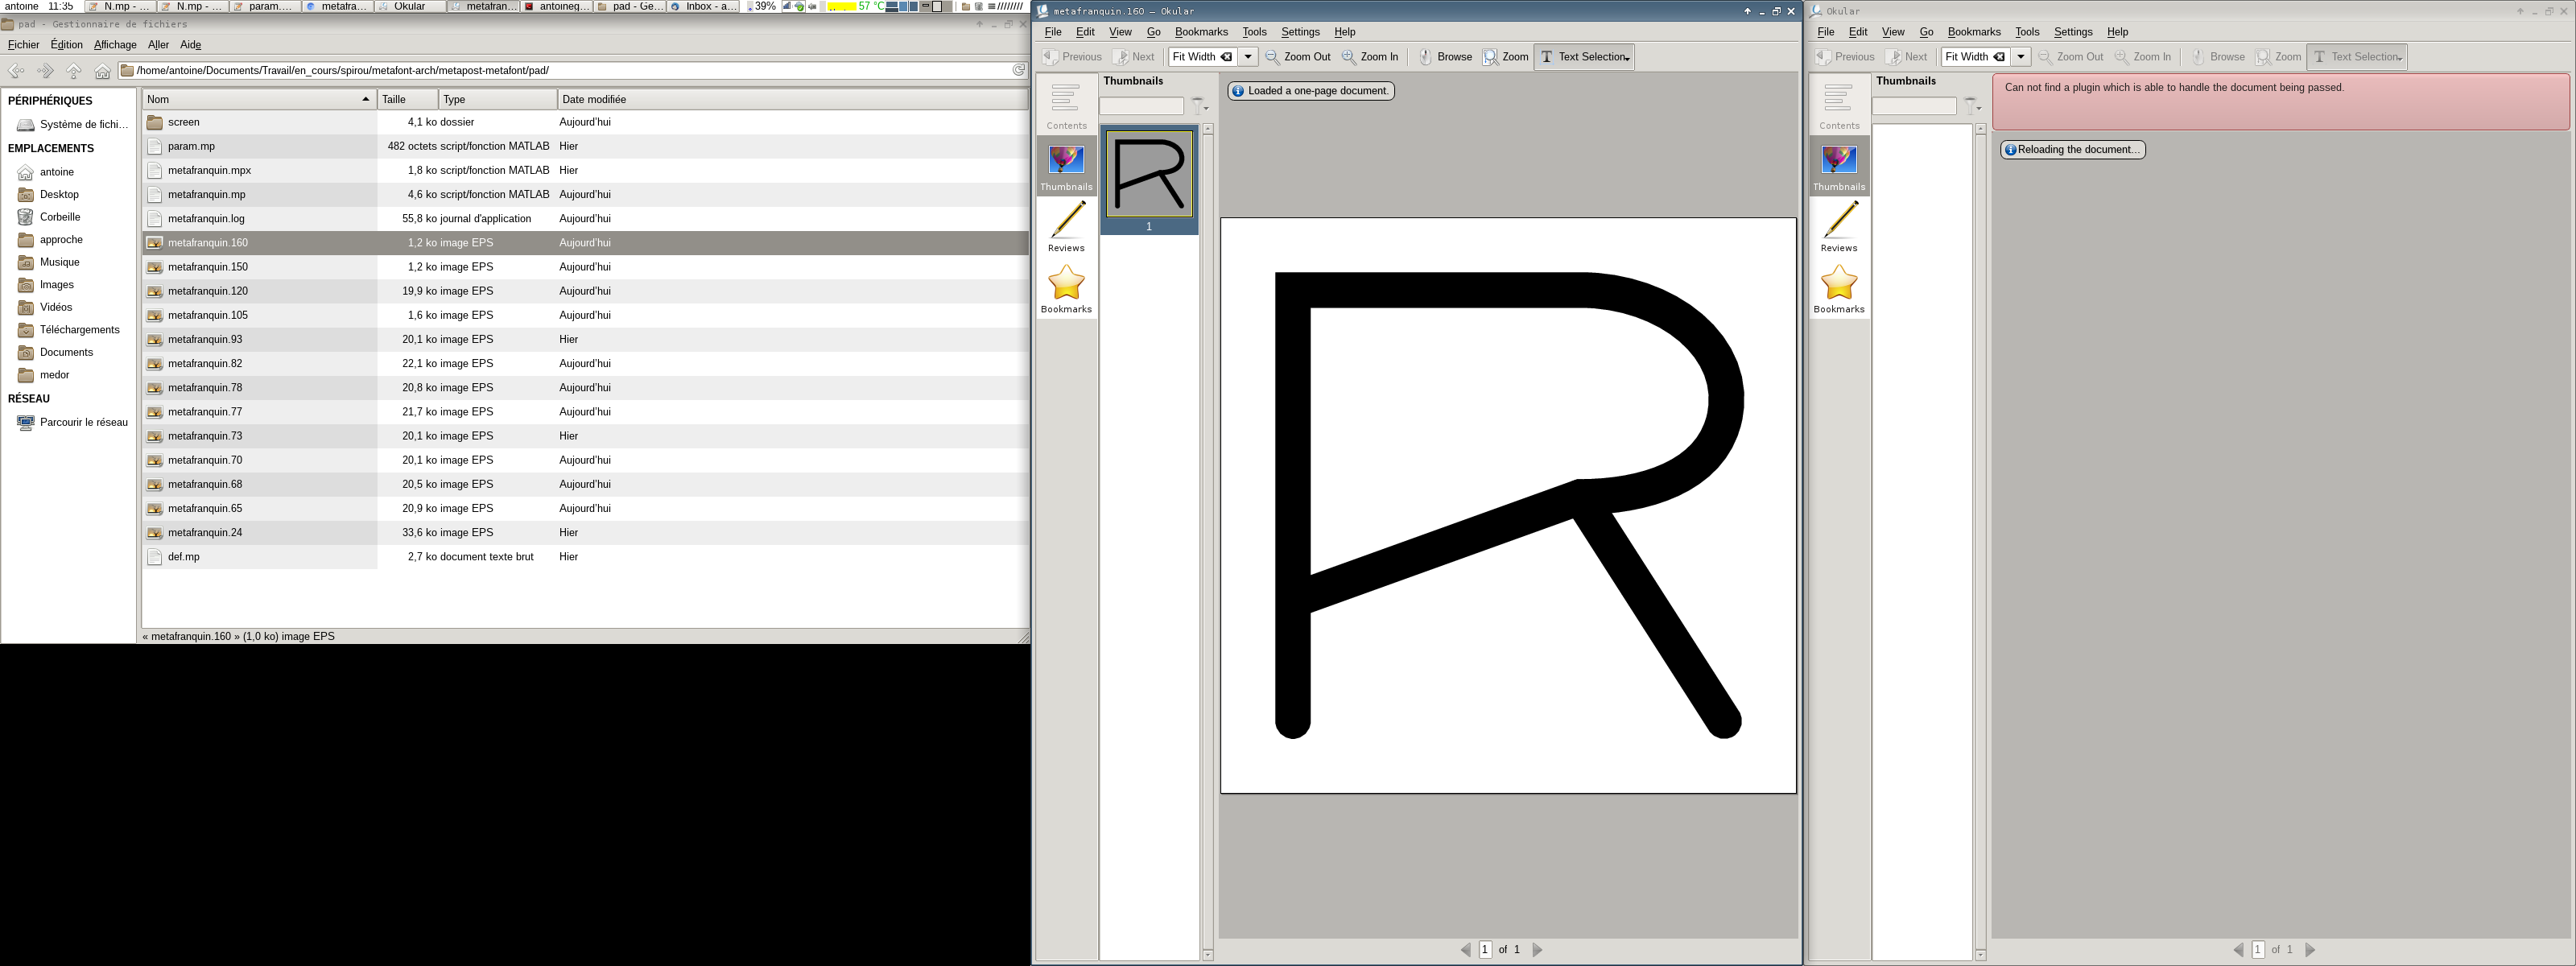 antoine 11:35 N.mp - ... N.mp - ... param.... metafra... Okular metafran... antoineg... pad - Ge... Inbox - a... 39% 57 °C
pad - Gestionnaire de fichiers
Fichier Édition Affichage Aller Aide
/home/antoine/Documents/Travail/en_cours/spirou/metafont-arch/metapost-metafont/pad/
PÉRIPHÉRIQUES
Système de fichi...
EMPLACEMENTS
antoine
Desktop
Corbeille
approche
Musique
Images
Vidéos
Téléchargements
Documents
medor
RÉSEAU
Parcourir le réseau
Nom Taille Type Date modifiée
screen 4,1 ko dossier Aujourd'hui
param.mp 482 octets script/fonction MATLAB Hier
metafranquin.mpx 1,8 ko script/fonction MATLAB Hier
metafranquin.mp 4,6 ko script/fonction MATLAB Aujourd'hui
metafranquin.log 55,8 ko journal d'application Aujourd'hui
metafranquin.160 1,2 ko image EPS Aujourd'hui
metafranquin.150 1,2 ko image EPS Aujourd'hui
metafranquin.120 19,9 ko image EPS Aujourd'hui
metafranquin.105 1,6 ko image EPS Aujourd'hui
metafranquin.93 20,1 ko image EPS Hier
metafranquin.82 22,1 ko image EPS Aujourd'hui
metafranquin.78 20,8 ko image EPS Aujourd'hui
metafranquin.77 21,7 ko image EPS Aujourd'hui
metafranquin.73 20,1 ko image EPS Hier
metafranquin.70 20,1 ko image EPS Aujourd'hui
metafranquin.68 20,5 ko image EPS Aujourd'hui
metafranquin.65 20,9 ko image EPS Aujourd'hui
metafranquin.24 33,6 ko image EPS Hier
def.mp 2,7 ko document texte brut Hier
« metafranquin.160 » (1,0 ko) image EPS
metafranquin.160 – Okular
File Edit View Go Bookmarks Tools Settings Help
Previous Next Fit Width Zoom Out Zoom In Browse Zoom Text Selection
Contents
Thumbnails
Reviews
Bookmarks
Thumbnails
R
1
Loaded a one-page document.
R
1 of 1
Okular
File Edit View Go Bookmarks Tools Settings Help
Previous Next Fit Width Zoom Out Zoom In Browse Zoom Text Selection
Contents
Thumbnails
Reviews
Bookmarks
Thumbnails
Can not find a plugin which is able to handle the document being passed.
Reloading the document...
1 of 1